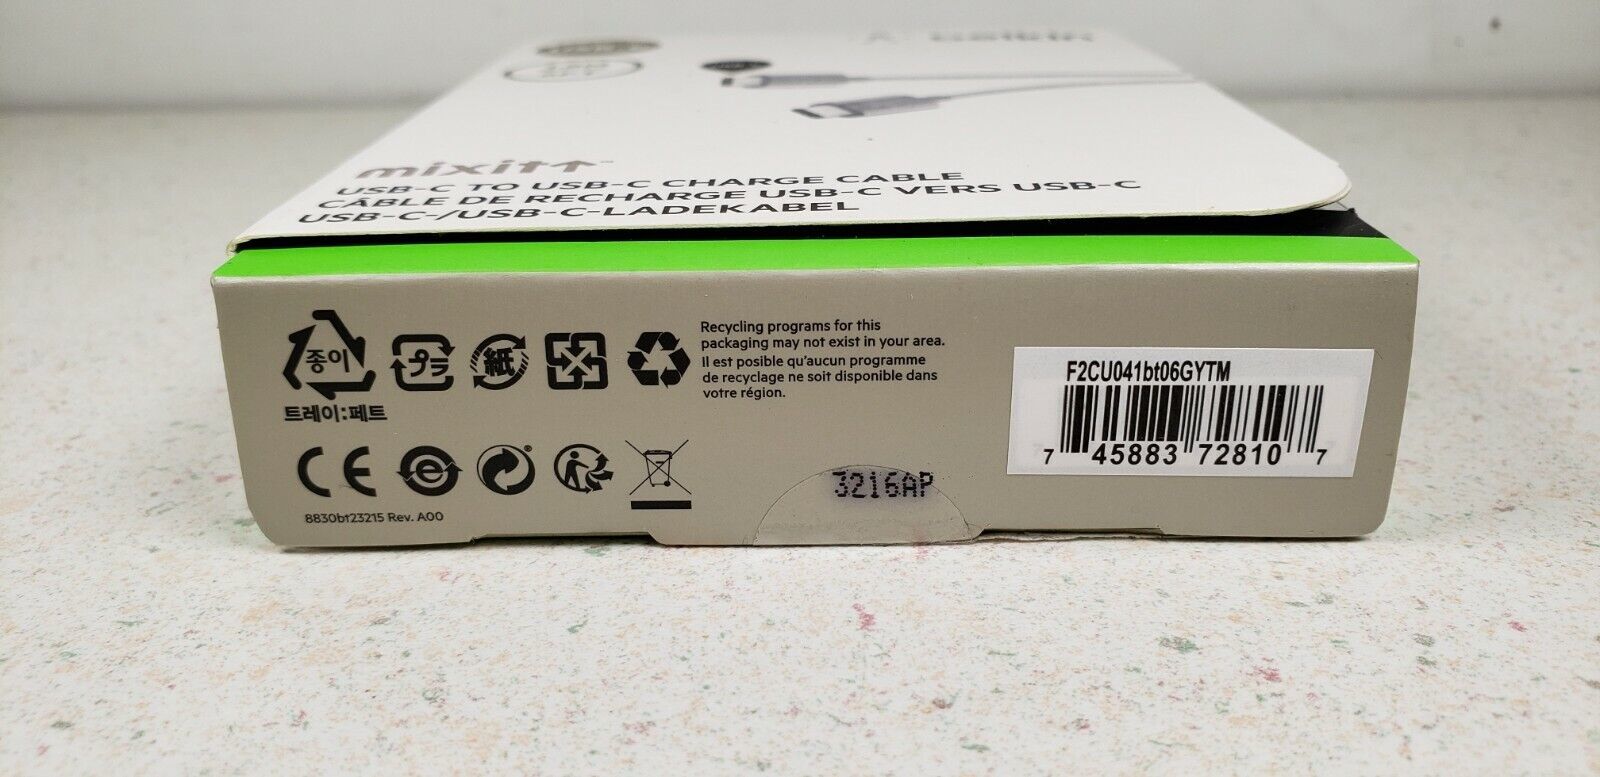 belkin
mixit↑↑™
USB-C TO USB-C CHARGE CABLE
CÂBLE DE RECHARGE USB-C VERS USB-C
USB-C-/USB-C-LADEKABEL
종이
プラ
紙
트레이:페트
Recycling programs for this
packaging may not exist in your area.
Il est posible qu'aucun programme
de recyclage ne soit disponible dans
votre région.
CE
e
8830bt23215 Rev. A00
3216AP
F2CU041bt06GYTM
7 45883 72810 7